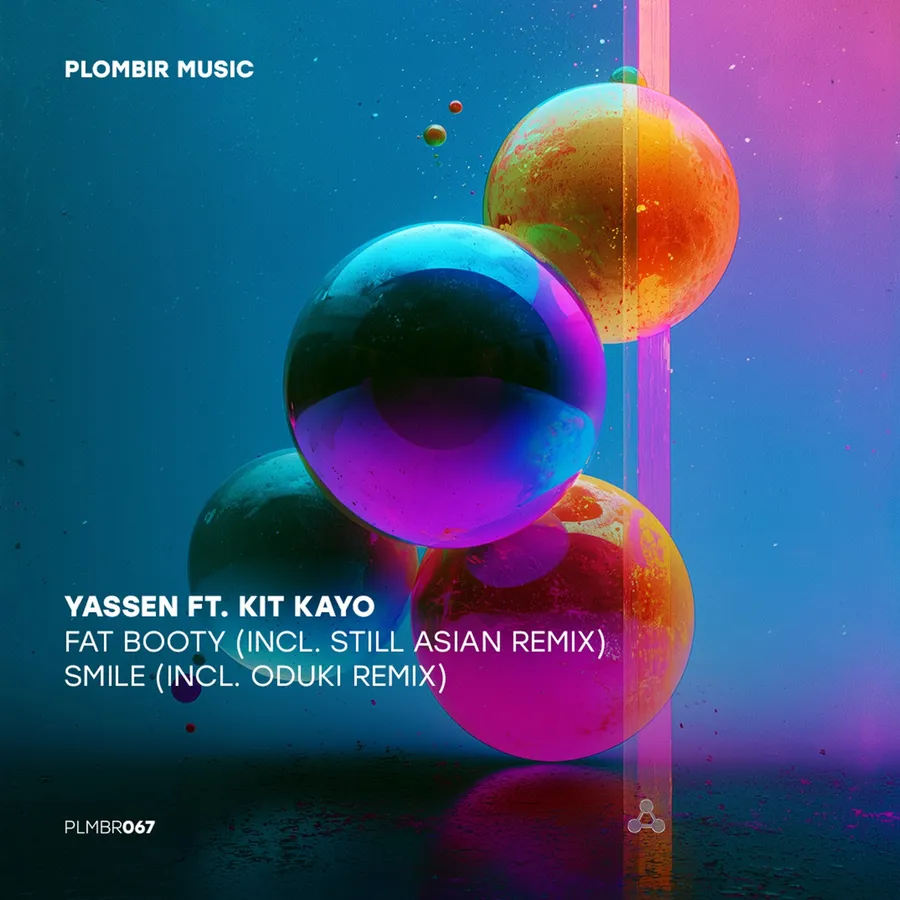 PLOMBIR MUSIC
YASSEN FT. KIT KAYO
FAT BOOTY (INCL. STILL ASIAN REMIX)
SMILE (INCL. ODUKI REMIX)
PLMBR067